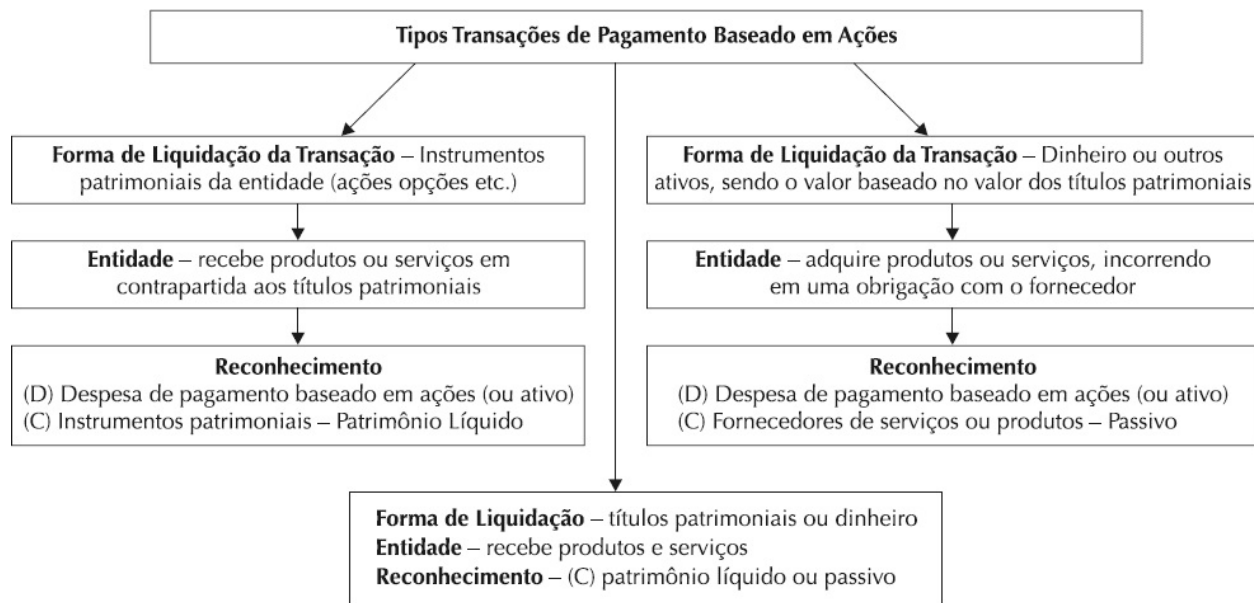 Tipos Transações de Pagamento Baseado em Ações
Forma de Liquidação da Transação – Instrumentos
patrimoniais da entidade (ações opções etc.)
Entidade – recebe produtos ou serviços em
contrapartida aos títulos patrimoniais
Reconhecimento
(D) Despesa de pagamento baseado em ações (ou ativo)
(C) Instrumentos patrimoniais – Patrimônio Líquido
Forma de Liquidação da Transação – Dinheiro ou outros
ativos, sendo o valor baseado no valor dos títulos patrimoniais
Entidade – adquire produtos ou serviços, incorrendo
em uma obrigação com o fornecedor
Reconhecimento
(D) Despesa de pagamento baseado em ações (ou ativo)
(C) Fornecedores de serviços ou produtos – Passivo
Forma de Liquidação – títulos patrimoniais ou dinheiro
Entidade – recebe produtos e serviços
Reconhecimento – (C) patrimônio líquido ou passivo